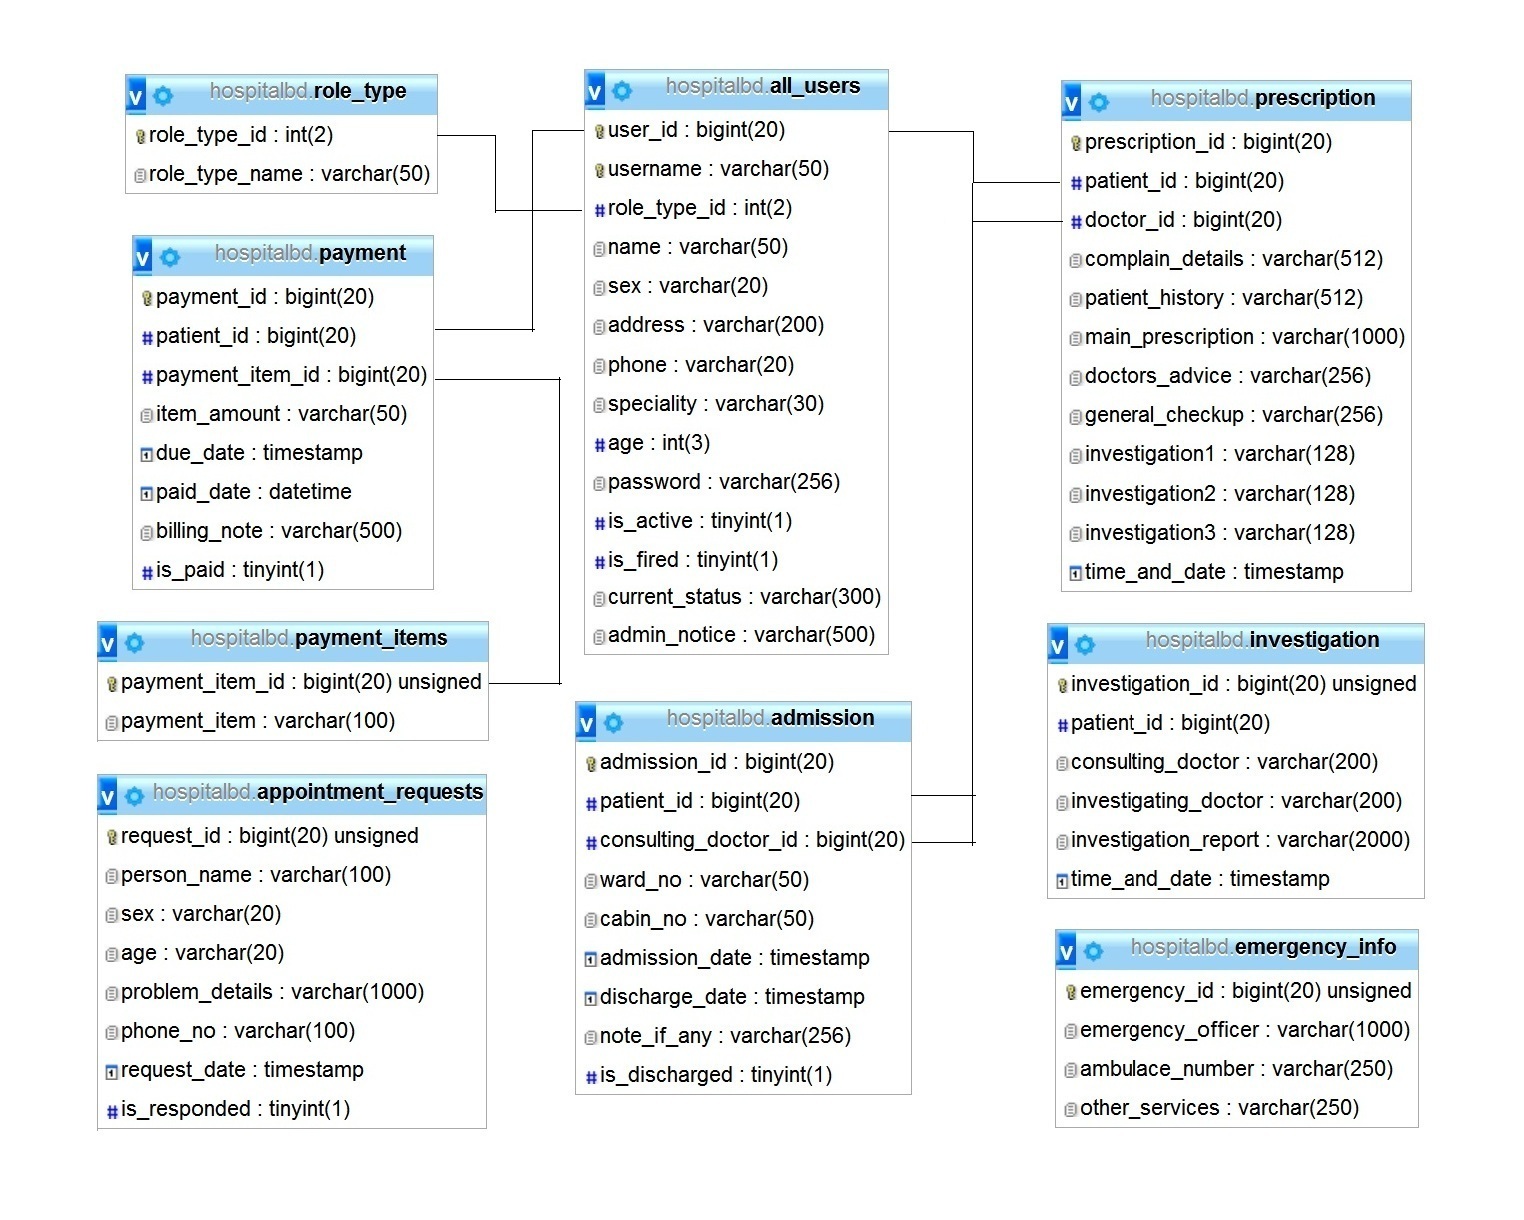 v hospitalbd.role_type
role_type_id : int(2)
role_type_name : varchar(50)
v hospitalbd.payment
payment_id : bigint(20)
patient_id : bigint(20)
payment_item_id : bigint(20)
item_amount : varchar(50)
due_date : timestamp
paid_date : datetime
billing_note : varchar(500)
is_paid : tinyint(1)
v hospitalbd.payment_items
payment_item_id : bigint(20) unsigned
payment_item : varchar(100)
v hospitalbd.appointment_requests
request_id : bigint(20) unsigned
person_name : varchar(100)
sex : varchar(20)
age : varchar(20)
problem_details : varchar(1000)
phone_no : varchar(100)
request_date : timestamp
is_responded : tinyint(1)
v hospitalbd.all_users
user_id : bigint(20)
username : varchar(50)
role_type_id : int(2)
name : varchar(50)
sex : varchar(20)
address : varchar(200)
phone : varchar(20)
speciality : varchar(30)
age : int(3)
password : varchar(256)
is_active : tinyint(1)
is_fired : tinyint(1)
current_status : varchar(300)
admin_notice : varchar(500)
v hospitalbd.admission
admission_id : bigint(20)
patient_id : bigint(20)
consulting_doctor_id : bigint(20)
ward_no : varchar(50)
cabin_no : varchar(50)
admission_date : timestamp
discharge_date : timestamp
note_if_any : varchar(256)
is_discharged : tinyint(1)
v hospitalbd.prescription
prescription_id : bigint(20)
patient_id : bigint(20)
doctor_id : bigint(20)
complain_details : varchar(512)
patient_history : varchar(512)
main_prescription : varchar(1000)
doctors_advice : varchar(256)
general_checkup : varchar(256)
investigation1 : varchar(128)
investigation2 : varchar(128)
investigation3 : varchar(128)
time_and_date : timestamp
v hospitalbd.investigation
investigation_id : bigint(20) unsigned
patient_id : bigint(20)
consulting_doctor : varchar(200)
investigating_doctor : varchar(200)
investigation_report : varchar(2000)
time_and_date : timestamp
v hospitalbd.emergency_info
emergency_id : bigint(20) unsigned
emergency_officer : varchar(1000)
ambulace_number : varchar(250)
other_services : varchar(250)